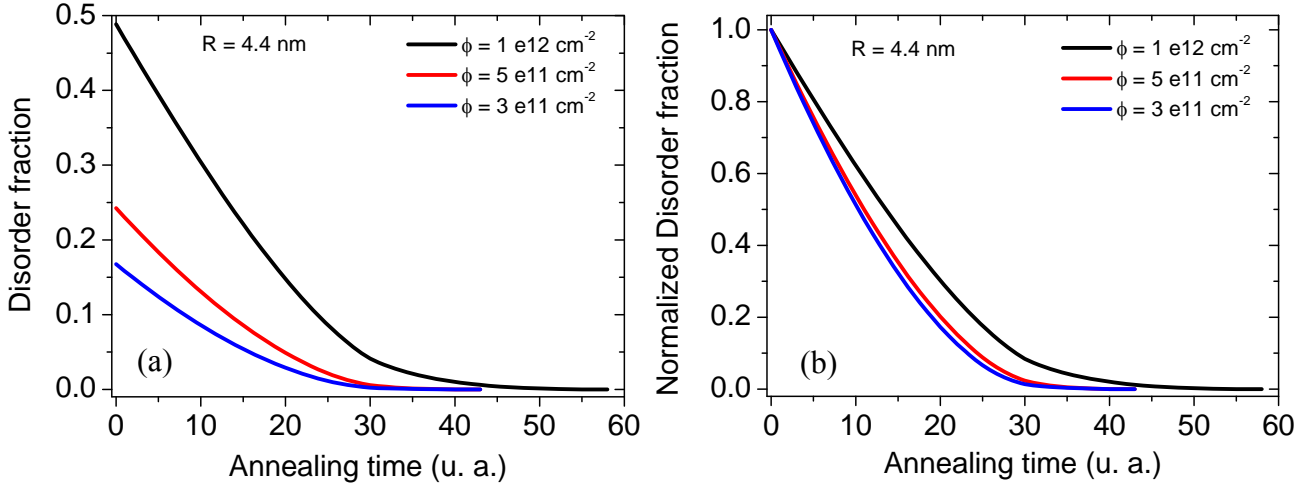 0.5
0.4
0.3
0.2
0.1
0.0
Disorder fraction
R = 4.4 nm
ϕ = 1 e12 cm⁻²
ϕ = 5 e11 cm⁻²
ϕ = 3 e11 cm⁻²
(a)
0 10 20 30 40 50 60
Annealing time (u. a.)
1.0
0.8
0.6
0.4
0.2
0.0
Normalized Disorder fraction
R = 4.4 nm
ϕ = 1 e12 cm⁻²
ϕ = 5 e11 cm⁻²
ϕ = 3 e11 cm⁻²
(b)
0 10 20 30 40 50 60
Annealing time (u. a.)